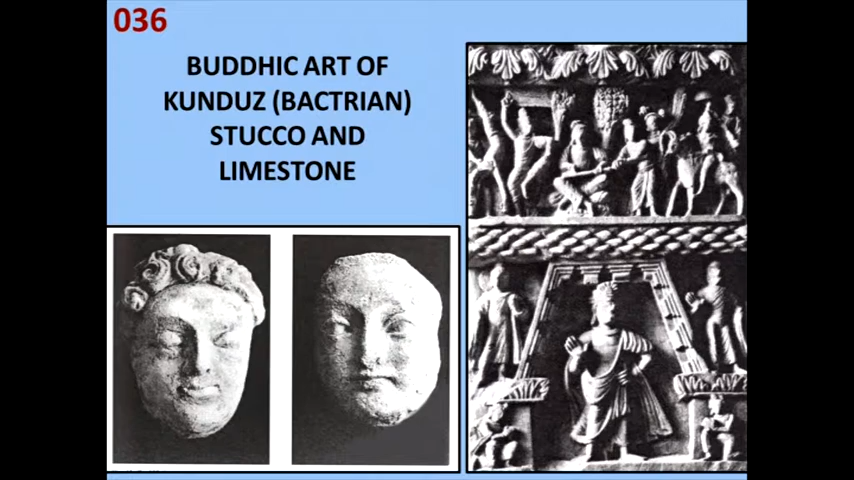 036
BUDDHIC ART OF
KUNDUZ (BACTRIAN)
STUCCO AND
LIMESTONE